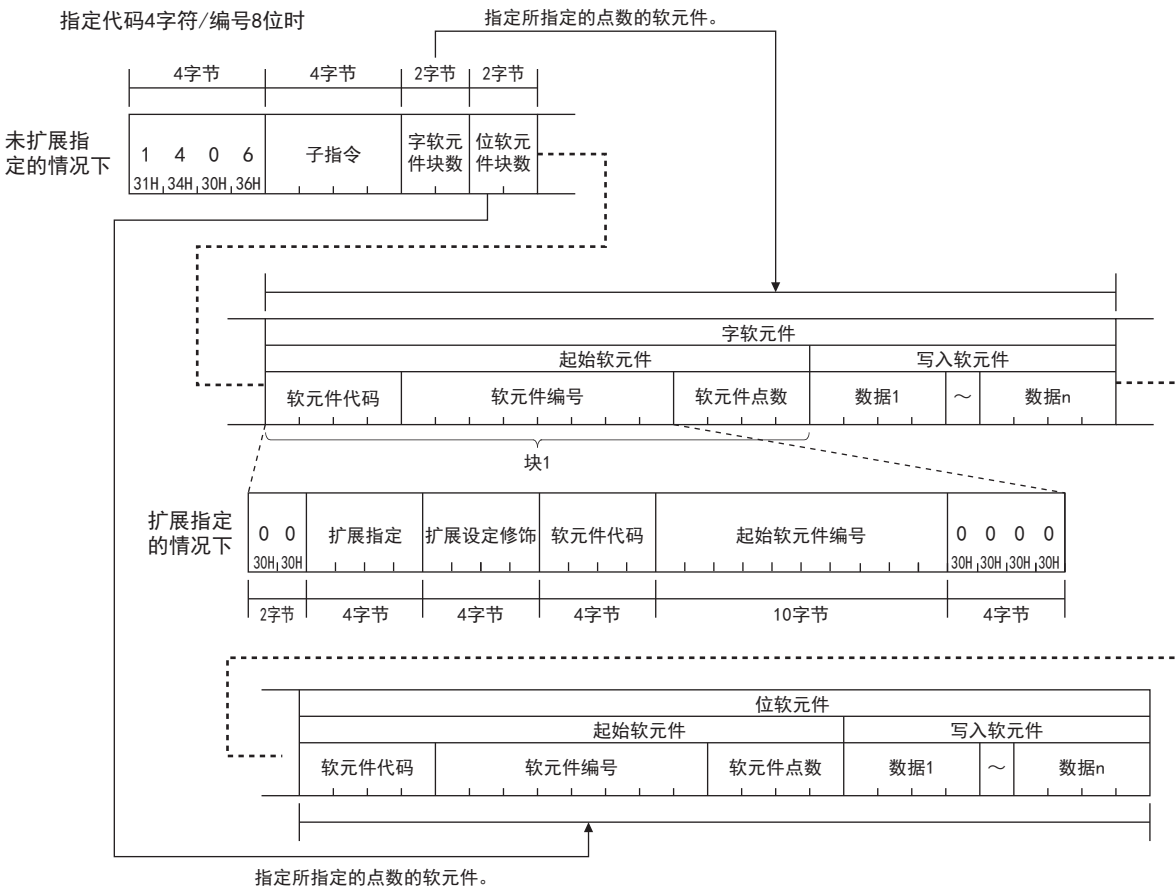 指定代码4字符/编号8位时
指定所指定的点数的软元件。
4字节 4字节 2字节 2字节
未扩展指
定的情况下
1 4 0 6
31H 34H 30H 36H
子指令
字软元
件块数
位软元
件块数
字软元件
起始软元件 写入软元件
软元件代码 软元件编号 软元件点数 数据1 ～ 数据n
块1
扩展指定
的情况下
0 0
30H 30H
扩展指定 扩展设定修饰 软元件代码 起始软元件编号
0 0 0 0
30H 30H 30H 30H
2字节 4字节 4字节 4字节 10字节 4字节
位软元件
起始软元件 写入软元件
软元件代码 软元件编号 软元件点数 数据1 ～ 数据n
指定所指定的点数的软元件。